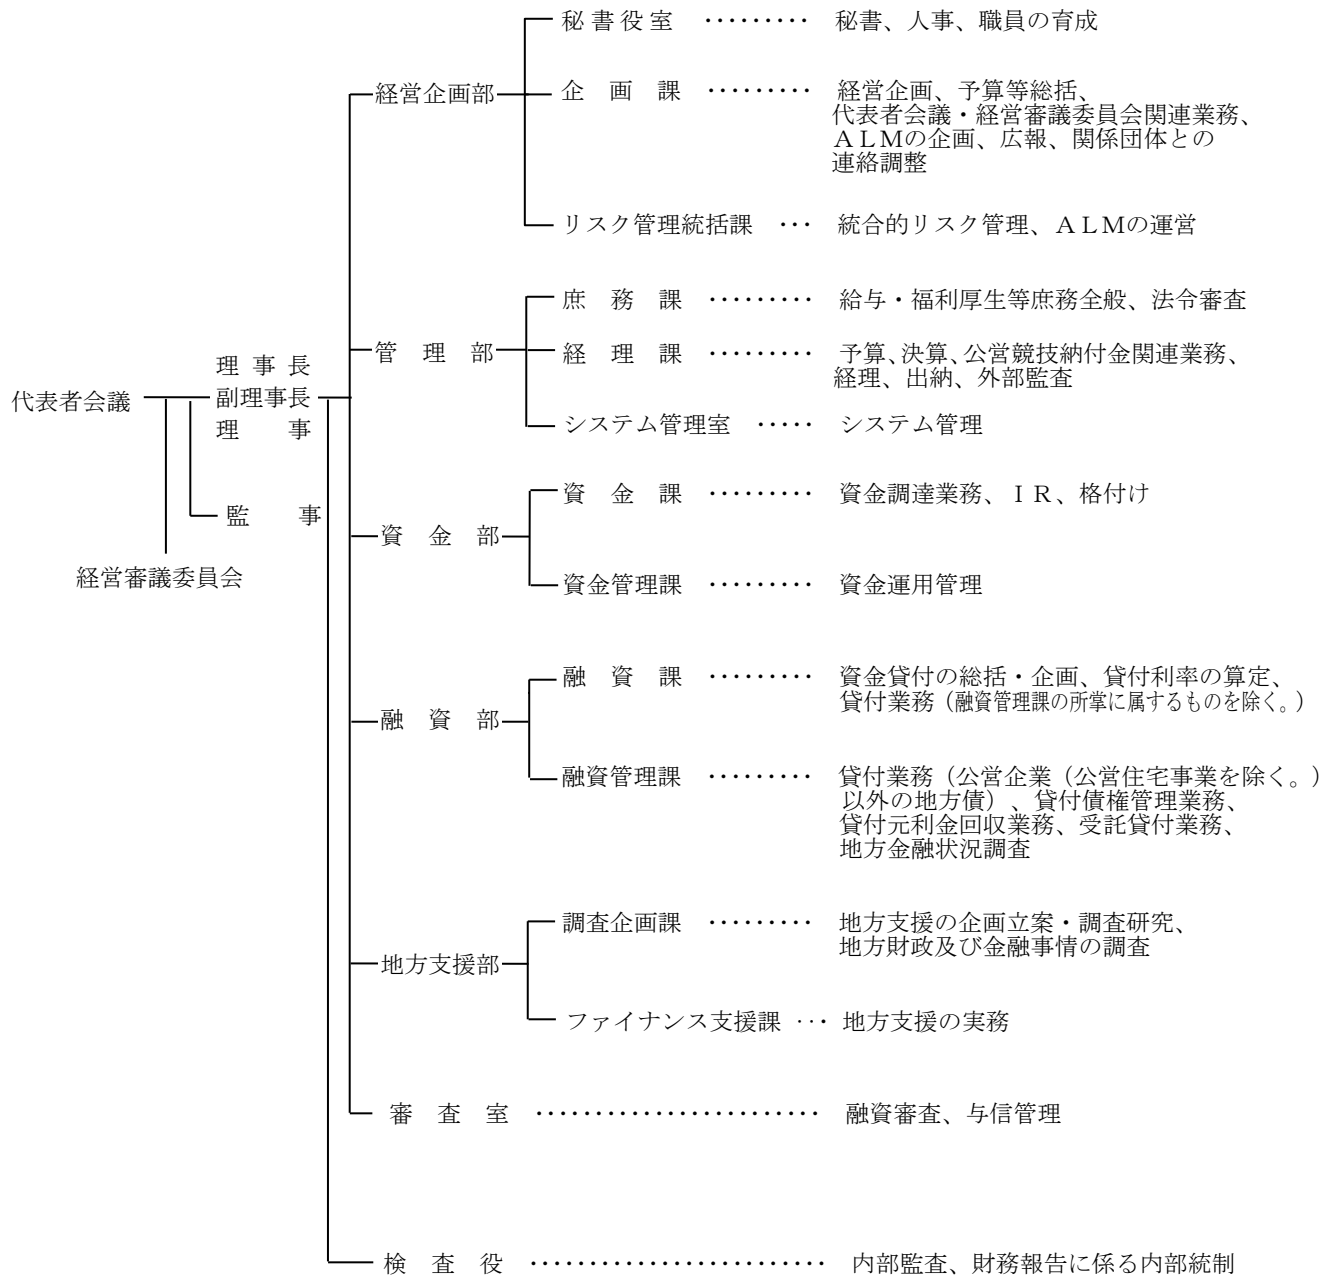 秘書役室 ········· 秘書、人事、職員の育成
経営企画部
企　画　課 ········· 経営企画、予算等総括、
代表者会議・経営審議委員会関連業務、
ＡＬＭの企画、広報、関係団体との
連絡調整
リスク管理統括課 ··· 統合的リスク管理、ＡＬＭの運営
庶　務　課 ········· 給与・福利厚生等庶務全般、法令審査
管　理　部
経　理　課 ········· 予算、決算、公営競技納付金関連業務、
経理、出納、外部監査
代表者会議
理 事 長
副理事長
理　　事
システム管理室 ····· システム管理
監　　事
経営審議委員会
資　金　課 ········· 資金調達業務、ＩＲ、格付け
資　金　部
資金管理課 ········· 資金運用管理
融　資　課 ········· 資金貸付の総括・企画、貸付利率の算定、
貸付業務（融資管理課の所掌に属するものを除く。）
融　資　部
融資管理課 ········· 貸付業務（公営企業（公営住宅事業を除く。）
以外の地方債）、貸付債権管理業務、
貸付元利金回収業務、受託貸付業務、
地方金融状況調査
調査企画課 ········· 地方支援の企画立案・調査研究、
地方財政及び金融事情の調査
地方支援部
ファイナンス支援課 ··· 地方支援の実務
審　査　室 ························ 融資審査、与信管理
検　査　役 ························· 内部監査、財務報告に係る内部統制